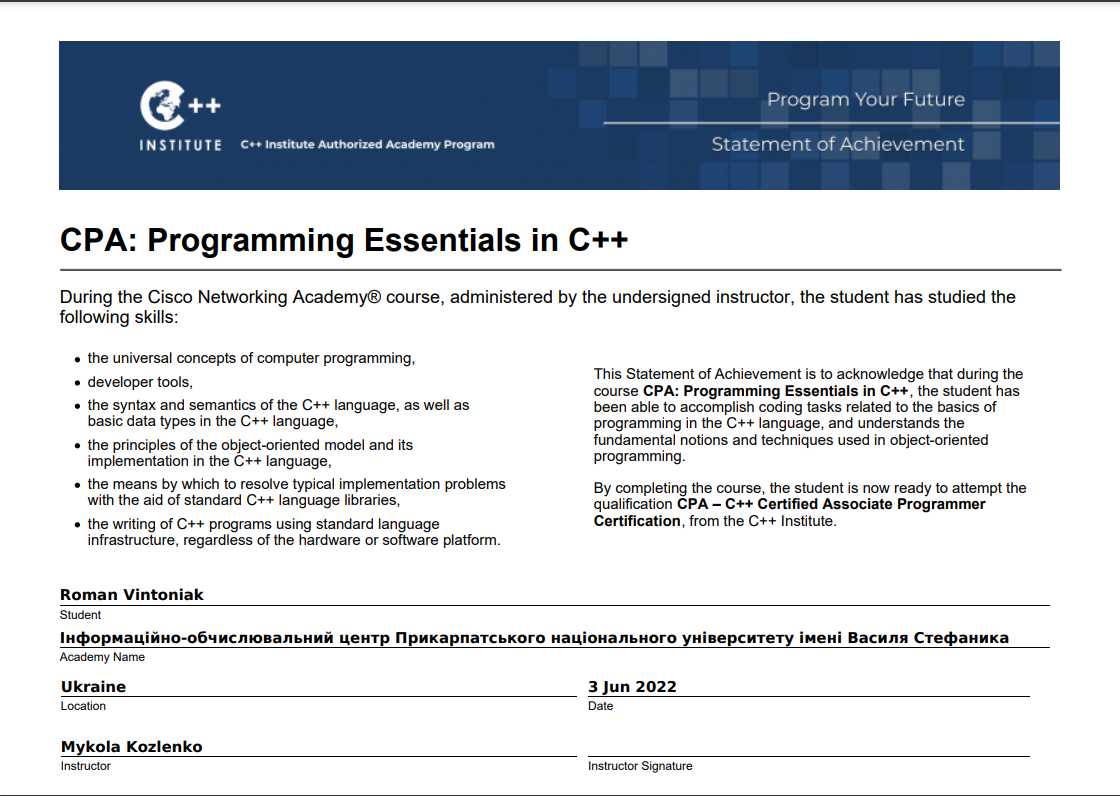 C++
INSTITUTE
C++ Institute Authorized Academy Program
Program Your Future
Statement of Achievement
CPA: Programming Essentials in C++
During the Cisco Networking Academy® course, administered by the undersigned instructor, the student has studied the
following skills:
• the universal concepts of computer programming,
• developer tools,
• the syntax and semantics of the C++ language, as well as
basic data types in the C++ language,
• the principles of the object-oriented model and its
implementation in the C++ language,
• the means by which to resolve typical implementation problems
with the aid of standard C++ language libraries,
• the writing of C++ programs using standard language
infrastructure, regardless of the hardware or software platform.
This Statement of Achievement is to acknowledge that during the
course CPA: Programming Essentials in C++, the student has
been able to accomplish coding tasks related to the basics of
programming in the C++ language, and understands the
fundamental notions and techniques used in object-oriented
programming.
By completing the course, the student is now ready to attempt the
qualification CPA – C++ Certified Associate Programmer
Certification, from the C++ Institute.
Roman Vintoniak
Student
Інформаційно-обчислювальний центр Прикарпатського національного університету імені Василя Стефаника
Academy Name
Ukraine
Location
3 Jun 2022
Date
Mykola Kozlenko
Instructor
Instructor Signature